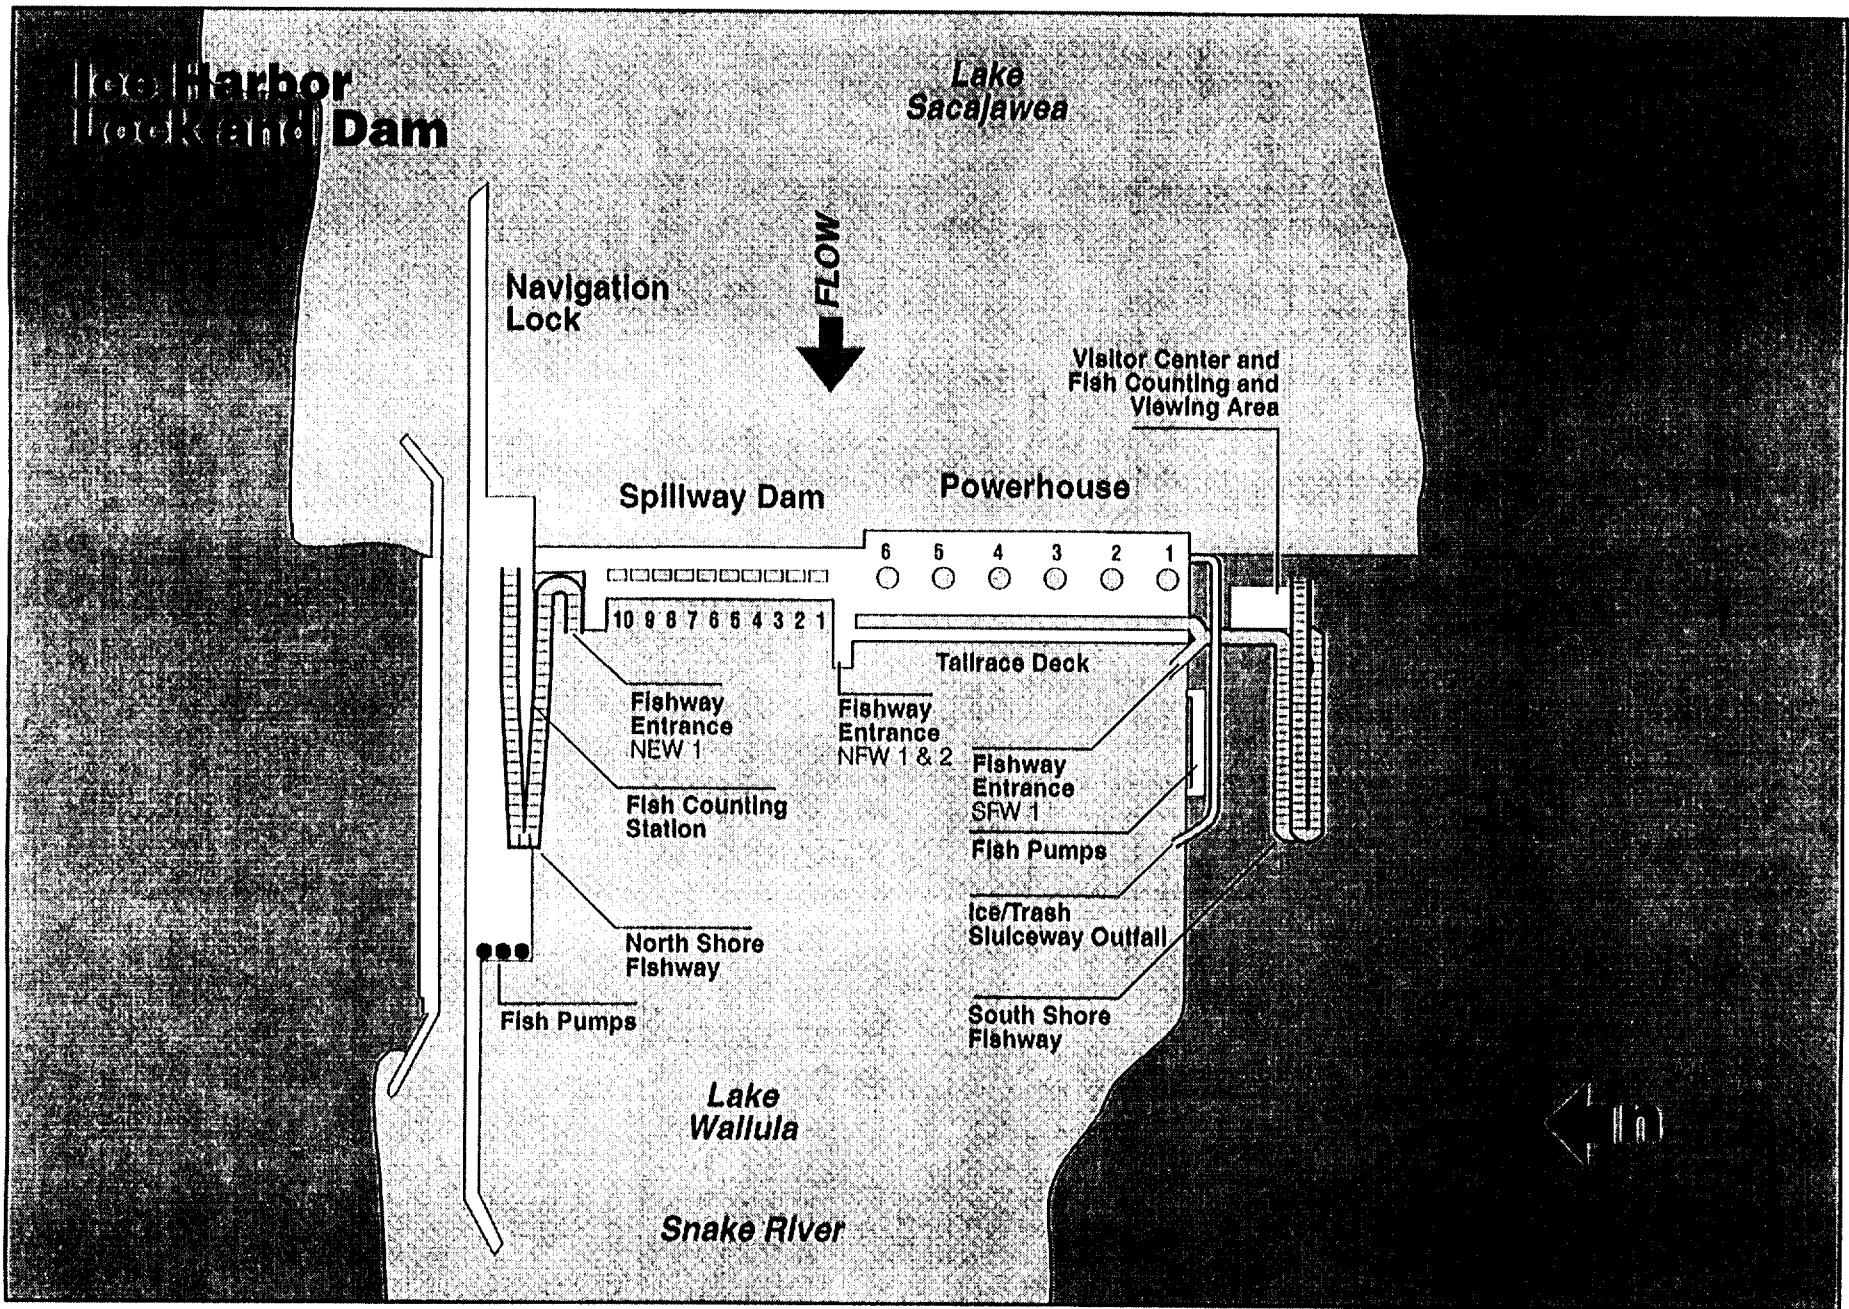 Ice Harbor
Lock and Dam
Lake
Sacajawea
FLOW
Navigation
Lock
Visitor Center and
Fish Counting and
Viewing Area
Spillway Dam
Powerhouse
6 5 4 3 2 1
10 9 8 7 6 5 4 3 2 1
Tailrace Deck
Fishway
Entrance
NEW 1
Fishway
Entrance
NFW 1 & 2
Fishway
Entrance
SFW 1
Fish Counting
Station
Fish Pumps
Ice/Trash
Sluiceway Outfall
North Shore
Fishway
Fish Pumps
South Shore
Fishway
Lake
Wallula
n
Snake River